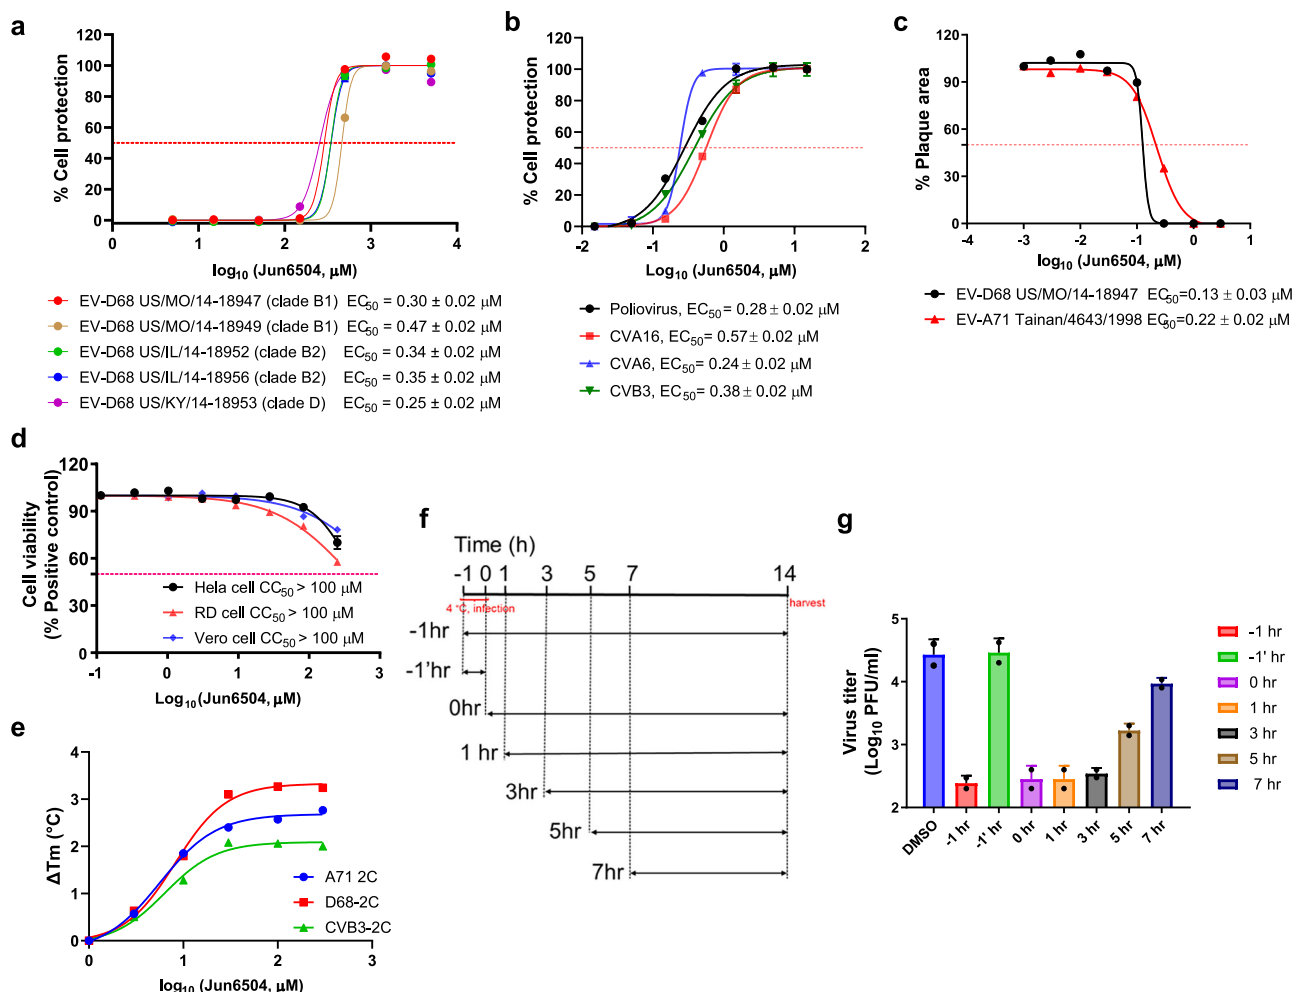 a
120
100
80
60
40
20
0
% Cell protection
0 1 2 3 4
log10 (Jun6504, μM)
EV-D68 US/MO/14-18947 (clade B1) EC50 = 0.30 ± 0.02 μM
EV-D68 US/MO/14-18949 (clade B1) EC50 = 0.47 ± 0.02 μM
EV-D68 US/IL/14-18952 (clade B2) EC50 = 0.34 ± 0.02 μM
EV-D68 US/IL/14-18956 (clade B2) EC50 = 0.35 ± 0.02 μM
EV-D68 US/KY/14-18953 (clade D) EC50 = 0.25 ± 0.02 μM
b
120
100
80
60
40
20
0
% Cell protection
-2 -1 0 1 2
Log10 (Jun6504, μM)
Poliovirus, EC50= 0.28 ± 0.02 μM
CVA16, EC50= 0.57 ± 0.02 μM
CVA6, EC50= 0.24 ± 0.02 μM
CVB3, EC50= 0.38 ± 0.02 μM
c
120
90
60
30
0
% Plaque area
-4 -3 -2 -1 0 1
log10 (Jun6504, μM)
EV-D68 US/MO/14-18947 EC50=0.13 ± 0.03 μM
EV-A71 Tainan/4643/1998 EC50=0.22 ± 0.02 μM
d
120
90
60
30
0
Cell viability
(% Positive control)
Hela cell CC50 > 100 μM
RD cell CC50 > 100 μM
Vero cell CC50 > 100 μM
-1 0 1 2 3
Log10 (Jun6504, μM)
e
4
3
2
1
0
ΔTm (°C)
A71 2C
D68-2C
CVB3-2C
0 1 2 3
log10 (Jun6504, μM)
f
Time (h)
-1 0 1 3 5 7 14
4 °C, infection
harvest
-1hr
-1'hr
0hr
1 hr
3hr
5hr
7hr
g
5
4
3
2
Virus titer
(Log10 PFU/ml)
DMSO
-1 hr
-1' hr
0 hr
1 hr
3 hr
5 hr
7 hr
-1 hr
-1' hr
0 hr
1 hr
3 hr
5 hr
7 hr